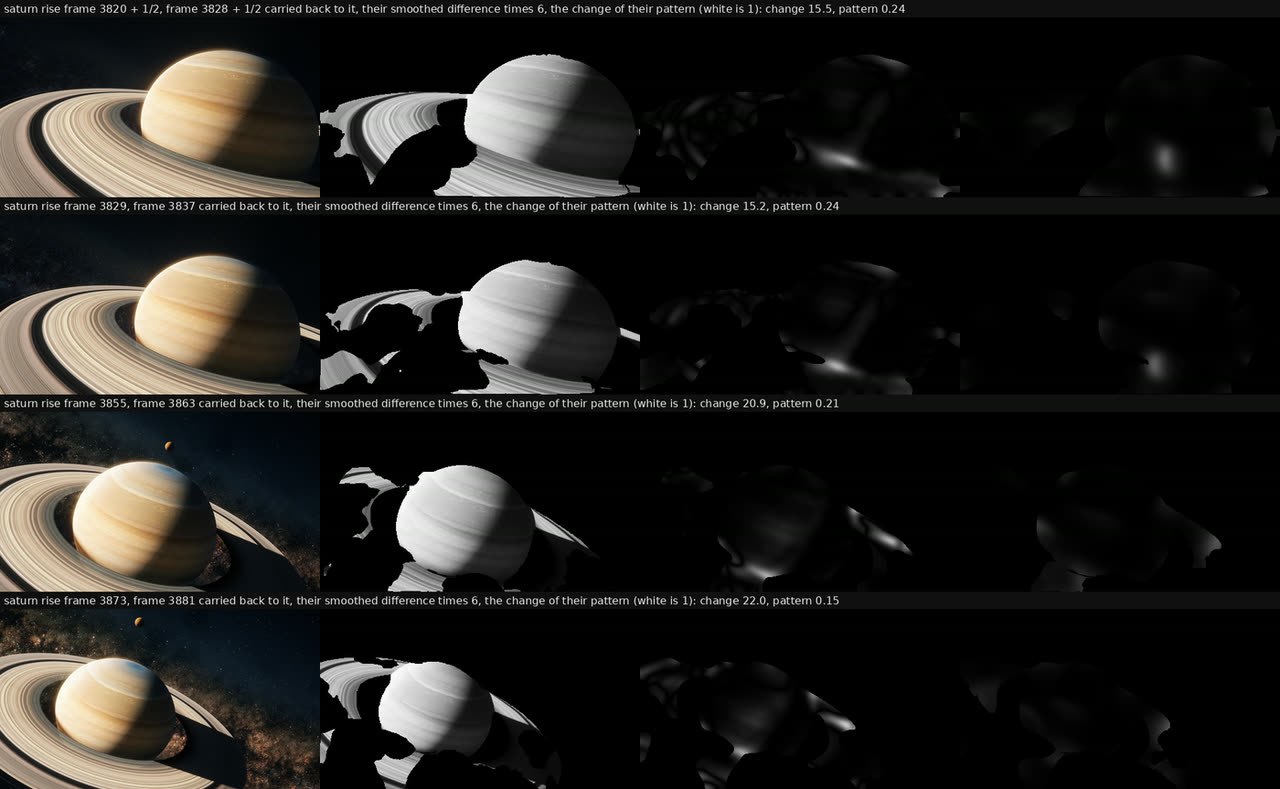 saturn rise frame 3820 + 1/2, frame 3828 + 1/2 carried back to it, their smoothed difference times 6, the change of their pattern (white is 1): change 15.5, pattern 0.24
saturn rise frame 3829, frame 3837 carried back to it, their smoothed difference times 6, the change of their pattern (white is 1): change 15.2, pattern 0.24
saturn rise frame 3855, frame 3863 carried back to it, their smoothed difference times 6, the change of their pattern (white is 1): change 20.9, pattern 0.21
saturn rise frame 3873, frame 3881 carried back to it, their smoothed difference times 6, the change of their pattern (white is 1): change 22.0, pattern 0.15